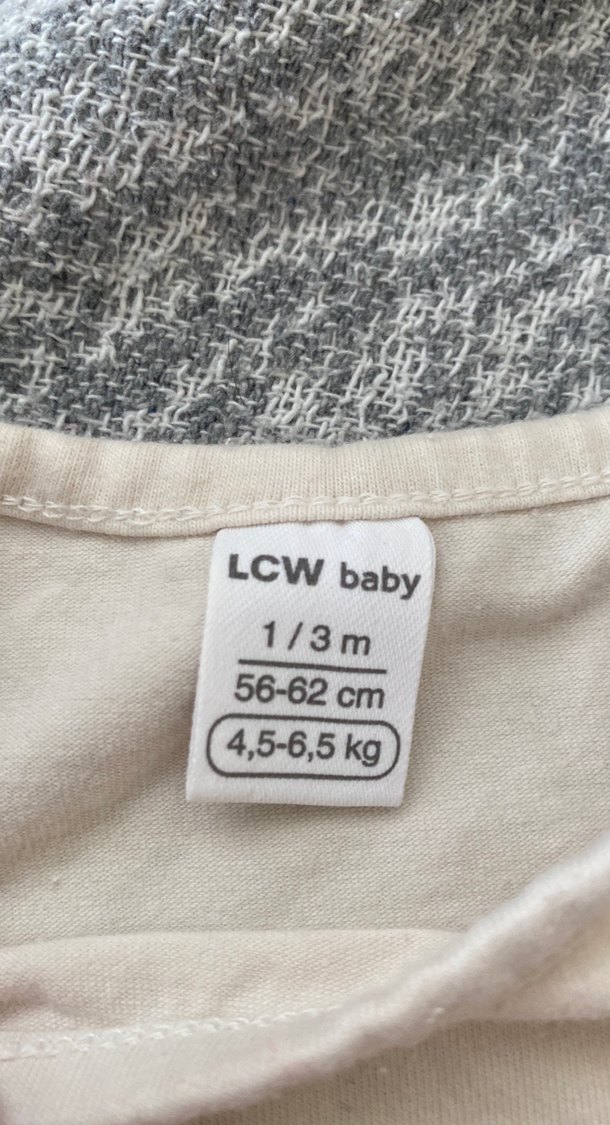 LCW baby
1 / 3 m
56-62 cm
4,5-6,5 kg